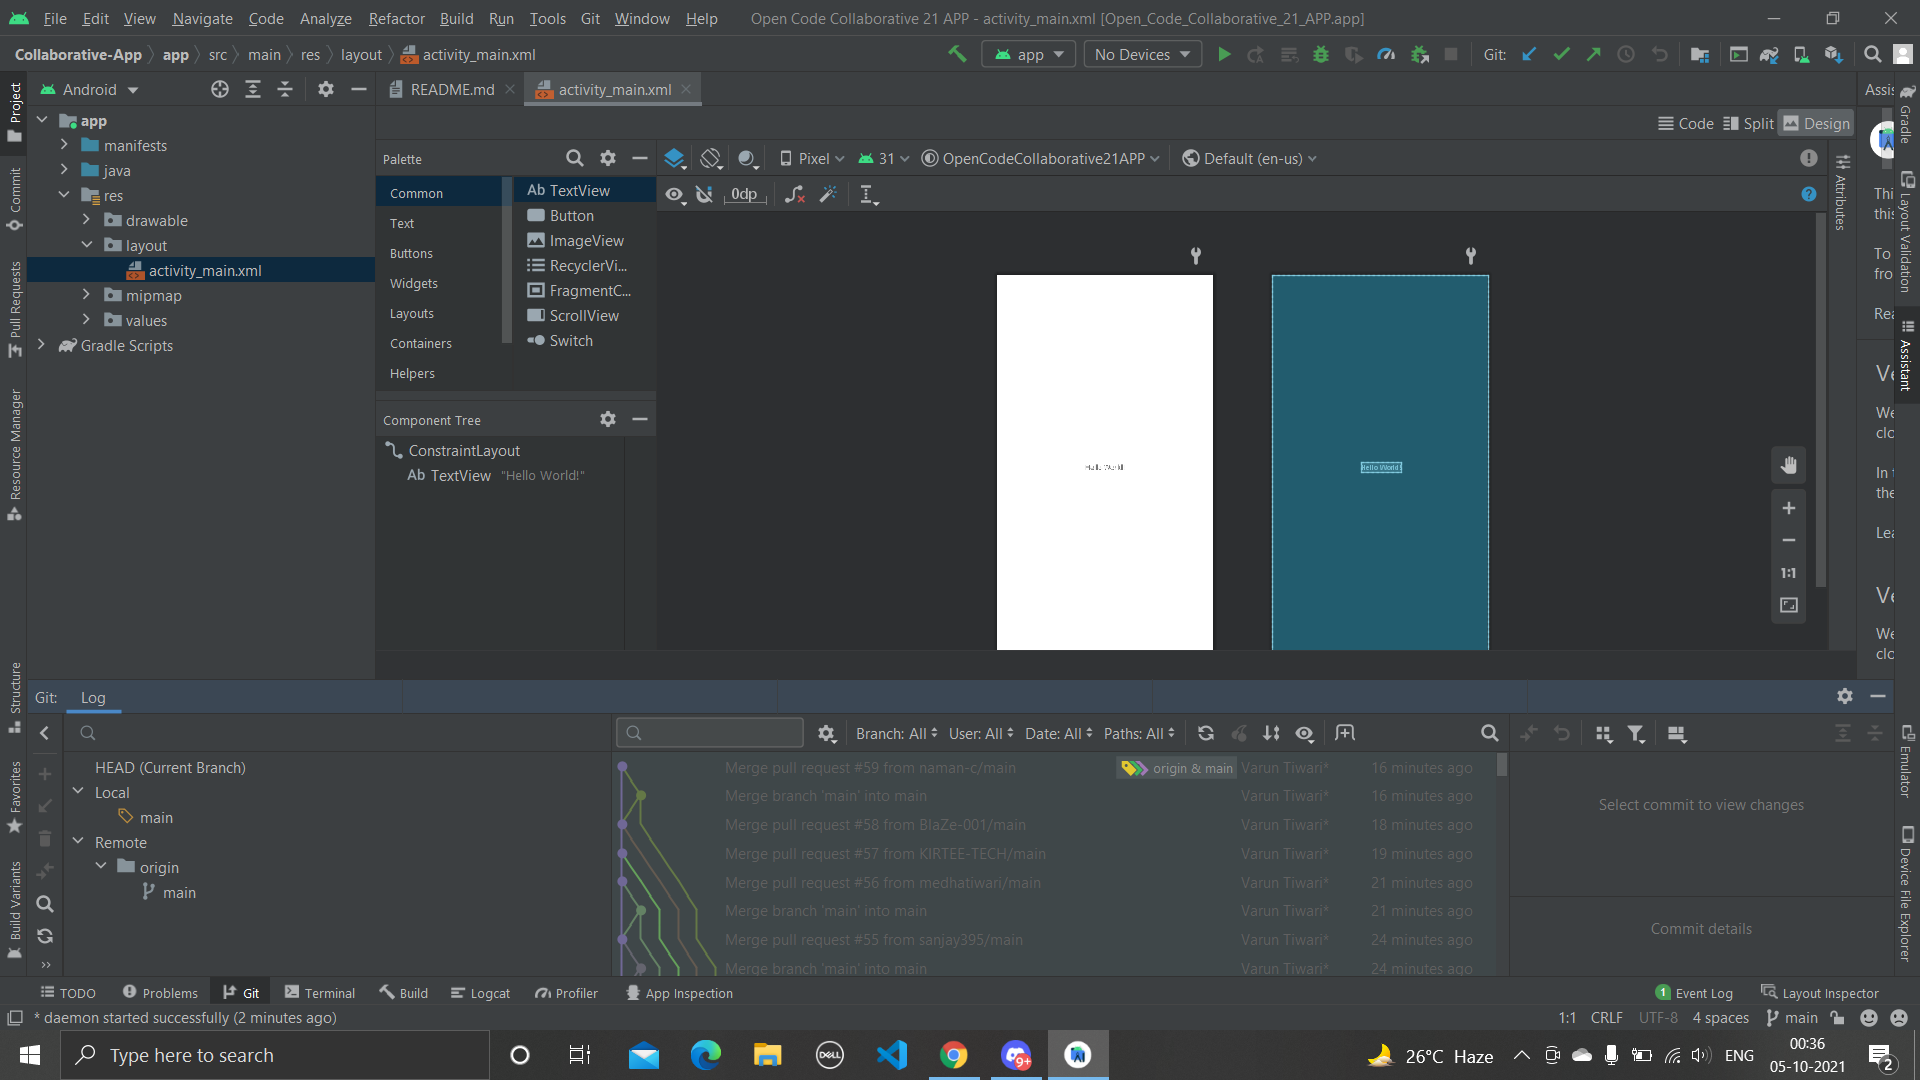 File Edit View Navigate Code Analyze Refactor Build Run Tools Git Window Help Open Code Collaborative 21 APP - activity_main.xml [Open_Code_Collaborative_21_APP.app]
Collaborative-App app src main res layout activity_main.xml app No Devices Git:
Project
Commit
Pull Requests
Resource Manager
Structure
Favorites
Build Variants
Android
app
manifests
java
res
drawable
layout
activity_main.xml
mipmap
values
Gradle Scripts
README.md activity_main.xml
Code Split Design
Palette
Common
Text
Buttons
Widgets
Layouts
Containers
Helpers
Ab TextView
Button
ImageView
RecyclerVi...
FragmentC...
ScrollView
Switch
Component Tree
ConstraintLayout
Ab TextView "Hello World!"
Pixel 31 OpenCodeCollaborative21APP Default (en-us)
0dp
Hello World!
Hello World!
1:1
Attributes
Assis
Thi
this
To
fro
Rea
Ve
We
clo
In t
the
Lea
Ve
We
clo
Gradle
Layout Validation
Assistant
Emulator
Device File Explorer
Git: Log
HEAD (Current Branch)
Local
main
Remote
origin
main
Branch: All User: All Date: All Paths: All
Merge pull request #59 from naman-c/main origin & main Varun Tiwari* 16 minutes ago
Merge branch 'main' into main Varun Tiwari* 16 minutes ago
Merge pull request #58 from BlaZe-001/main Varun Tiwari* 18 minutes ago
Merge pull request #57 from KIRTEE-TECH/main Varun Tiwari* 19 minutes ago
Merge pull request #56 from medhatiwari/main Varun Tiwari* 21 minutes ago
Merge branch 'main' into main Varun Tiwari* 21 minutes ago
Merge pull request #55 from sanjay395/main Varun Tiwari* 24 minutes ago
Merge branch 'main' into main Varun Tiwari* 24 minutes ago
Select commit to view changes
Commit details
TODO Problems Git Terminal Build Logcat Profiler App Inspection 1 Event Log Layout Inspector
* daemon started successfully (2 minutes ago) 1:1 CRLF UTF-8 4 spaces main
Type here to search DELL 9+ 26°C Haze ENG 00:36
05-10-2021 2